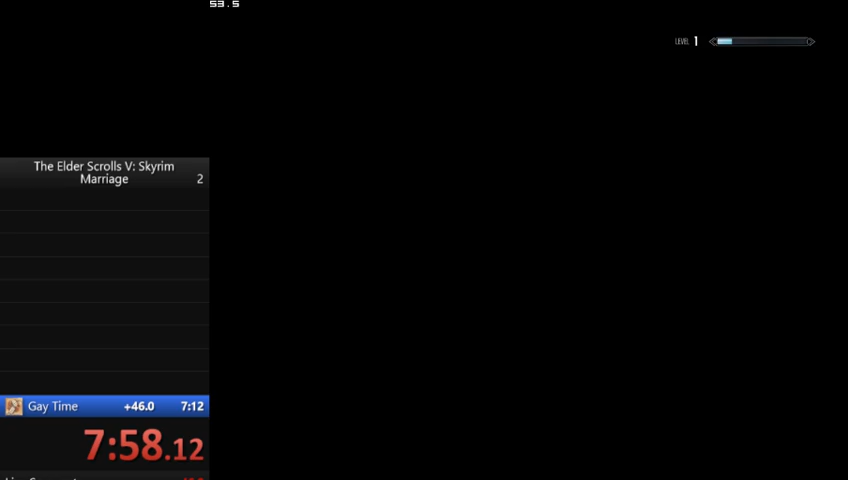 53.5
LEVEL 1
The Elder Scrolls V: Skyrim
Marriage 2
Gay Time +46.0 7:12
7:58.12